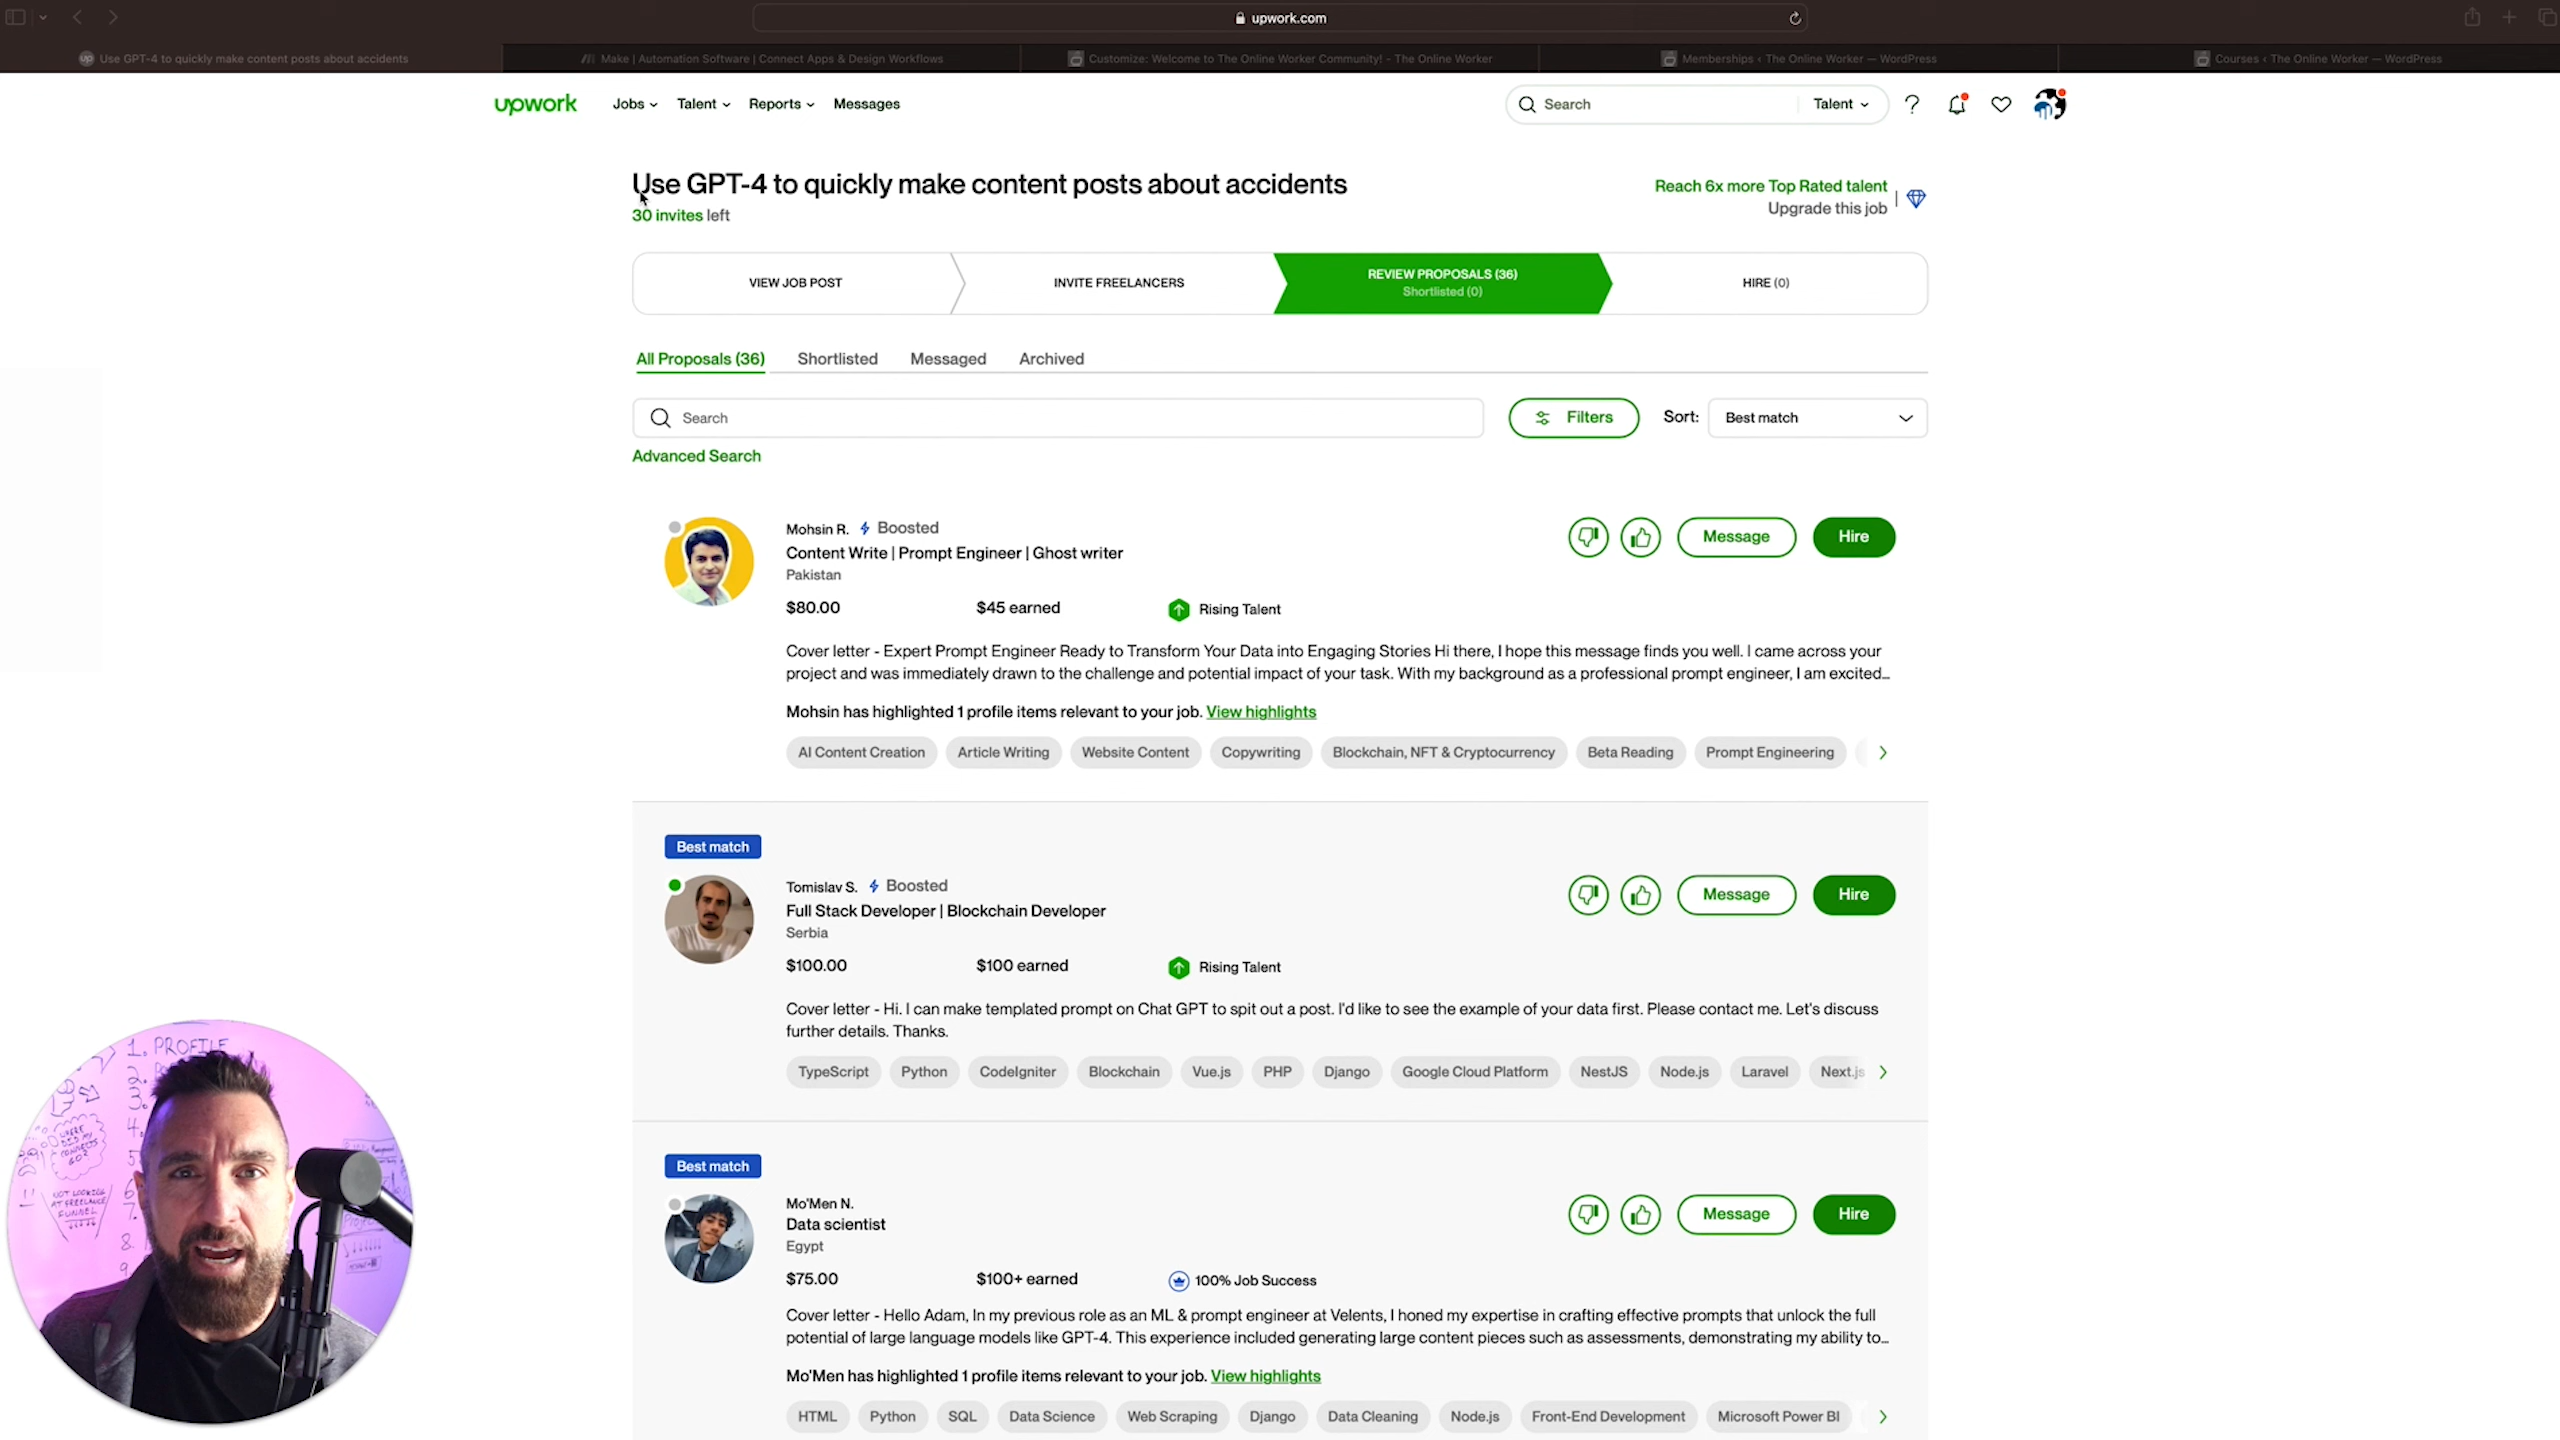 upwork.com
Use GPT-4 to quickly make content posts about accidents
Make | Automation Software | Connect Apps & Design Workflows
Customize: Welcome to The Online Worker Community! - The Online Worker
Memberships ‹ The Online Worker — WordPress
Courses ‹ The Online Worker — WordPress
upwork
Jobs
Talent
Reports
Messages
Search
Talent
Use GPT-4 to quickly make content posts about accidents
30 invites left
Reach 6x more Top Rated talent
Upgrade this job
VIEW JOB POST
INVITE FREELANCERS
REVIEW PROPOSALS (36)
Shortlisted (0)
HIRE (0)
All Proposals (36)
Shortlisted
Messaged
Archived
Search
Filters
Sort:
Best match
Advanced Search
Mohsin R.
Boosted
Content Write | Prompt Engineer | Ghost writer
Pakistan
Message
Hire
$80.00
$45 earned
Rising Talent
Cover letter - Expert Prompt Engineer Ready to Transform Your Data into Engaging Stories Hi there, I hope this message finds you well. I came across your
project and was immediately drawn to the challenge and potential impact of your task. With my background as a professional prompt engineer, I am excited...
Mohsin has highlighted 1 profile items relevant to your job. View highlights
AI Content Creation
Article Writing
Website Content
Copywriting
Blockchain, NFT & Cryptocurrency
Beta Reading
Prompt Engineering
Best match
Tomislav S.
Boosted
Full Stack Developer | Blockchain Developer
Serbia
Message
Hire
$100.00
$100 earned
Rising Talent
Cover letter - Hi. I can make templated prompt on Chat GPT to spit out a post. I'd like to see the example of your data first. Please contact me. Let's discuss
further details. Thanks.
TypeScript
Python
CodeIgniter
Blockchain
Vue.js
PHP
Django
Google Cloud Platform
NestJS
Node.js
Laravel
Next.js
Best match
Mo'Men N.
Data scientist
Egypt
Message
Hire
$75.00
$100+ earned
100% Job Success
Cover letter - Hello Adam, In my previous role as an ML & prompt engineer at Velents, I honed my expertise in crafting effective prompts that unlock the full
potential of large language models like GPT-4. This experience included generating large content pieces such as assessments, demonstrating my ability to...
Mo'Men has highlighted 1 profile items relevant to your job. View highlights
HTML
Python
SQL
Data Science
Web Scraping
Django
Data Cleaning
Node.js
Front-End Development
Microsoft Power BI
1. PROFILE
2.
3.
4.
5
6
7.
8.
9.
NOT LOOKING
AT FREELANCE
FUNNEL